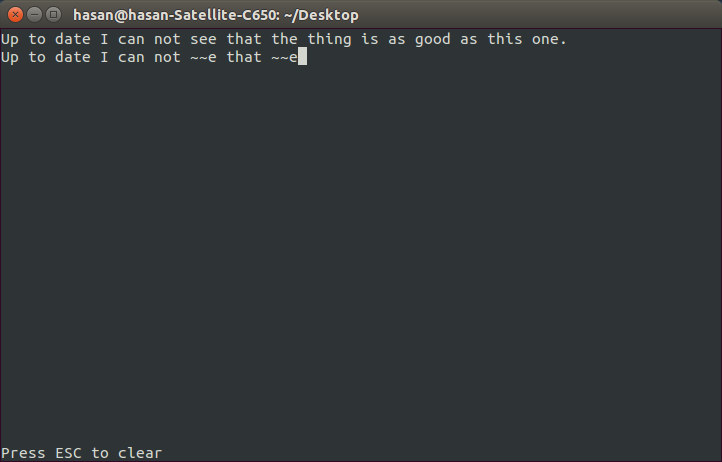 hasan@hasan-Satellite-C650: ~/Desktop
Up to date I can not see that the thing is as good as this one.
Up to date I can not ~~e that ~~e
Press ESC to clear